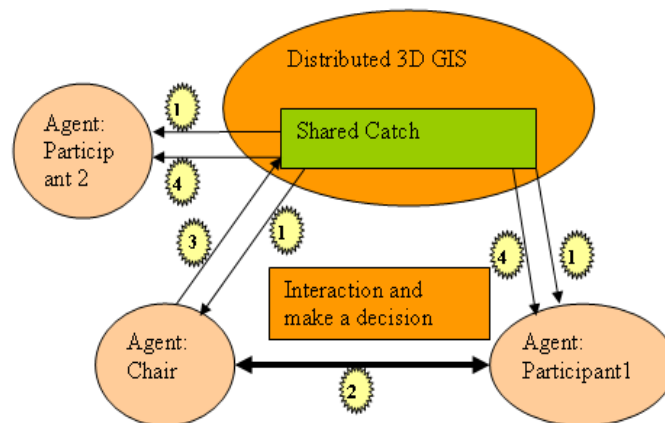 Distributed 3D GIS
Shared Catch
Agent:
Particip
ant 2
1
4
3
1
4
1
Interaction and
make a decision
Agent:
Chair
2
Agent:
Participant1